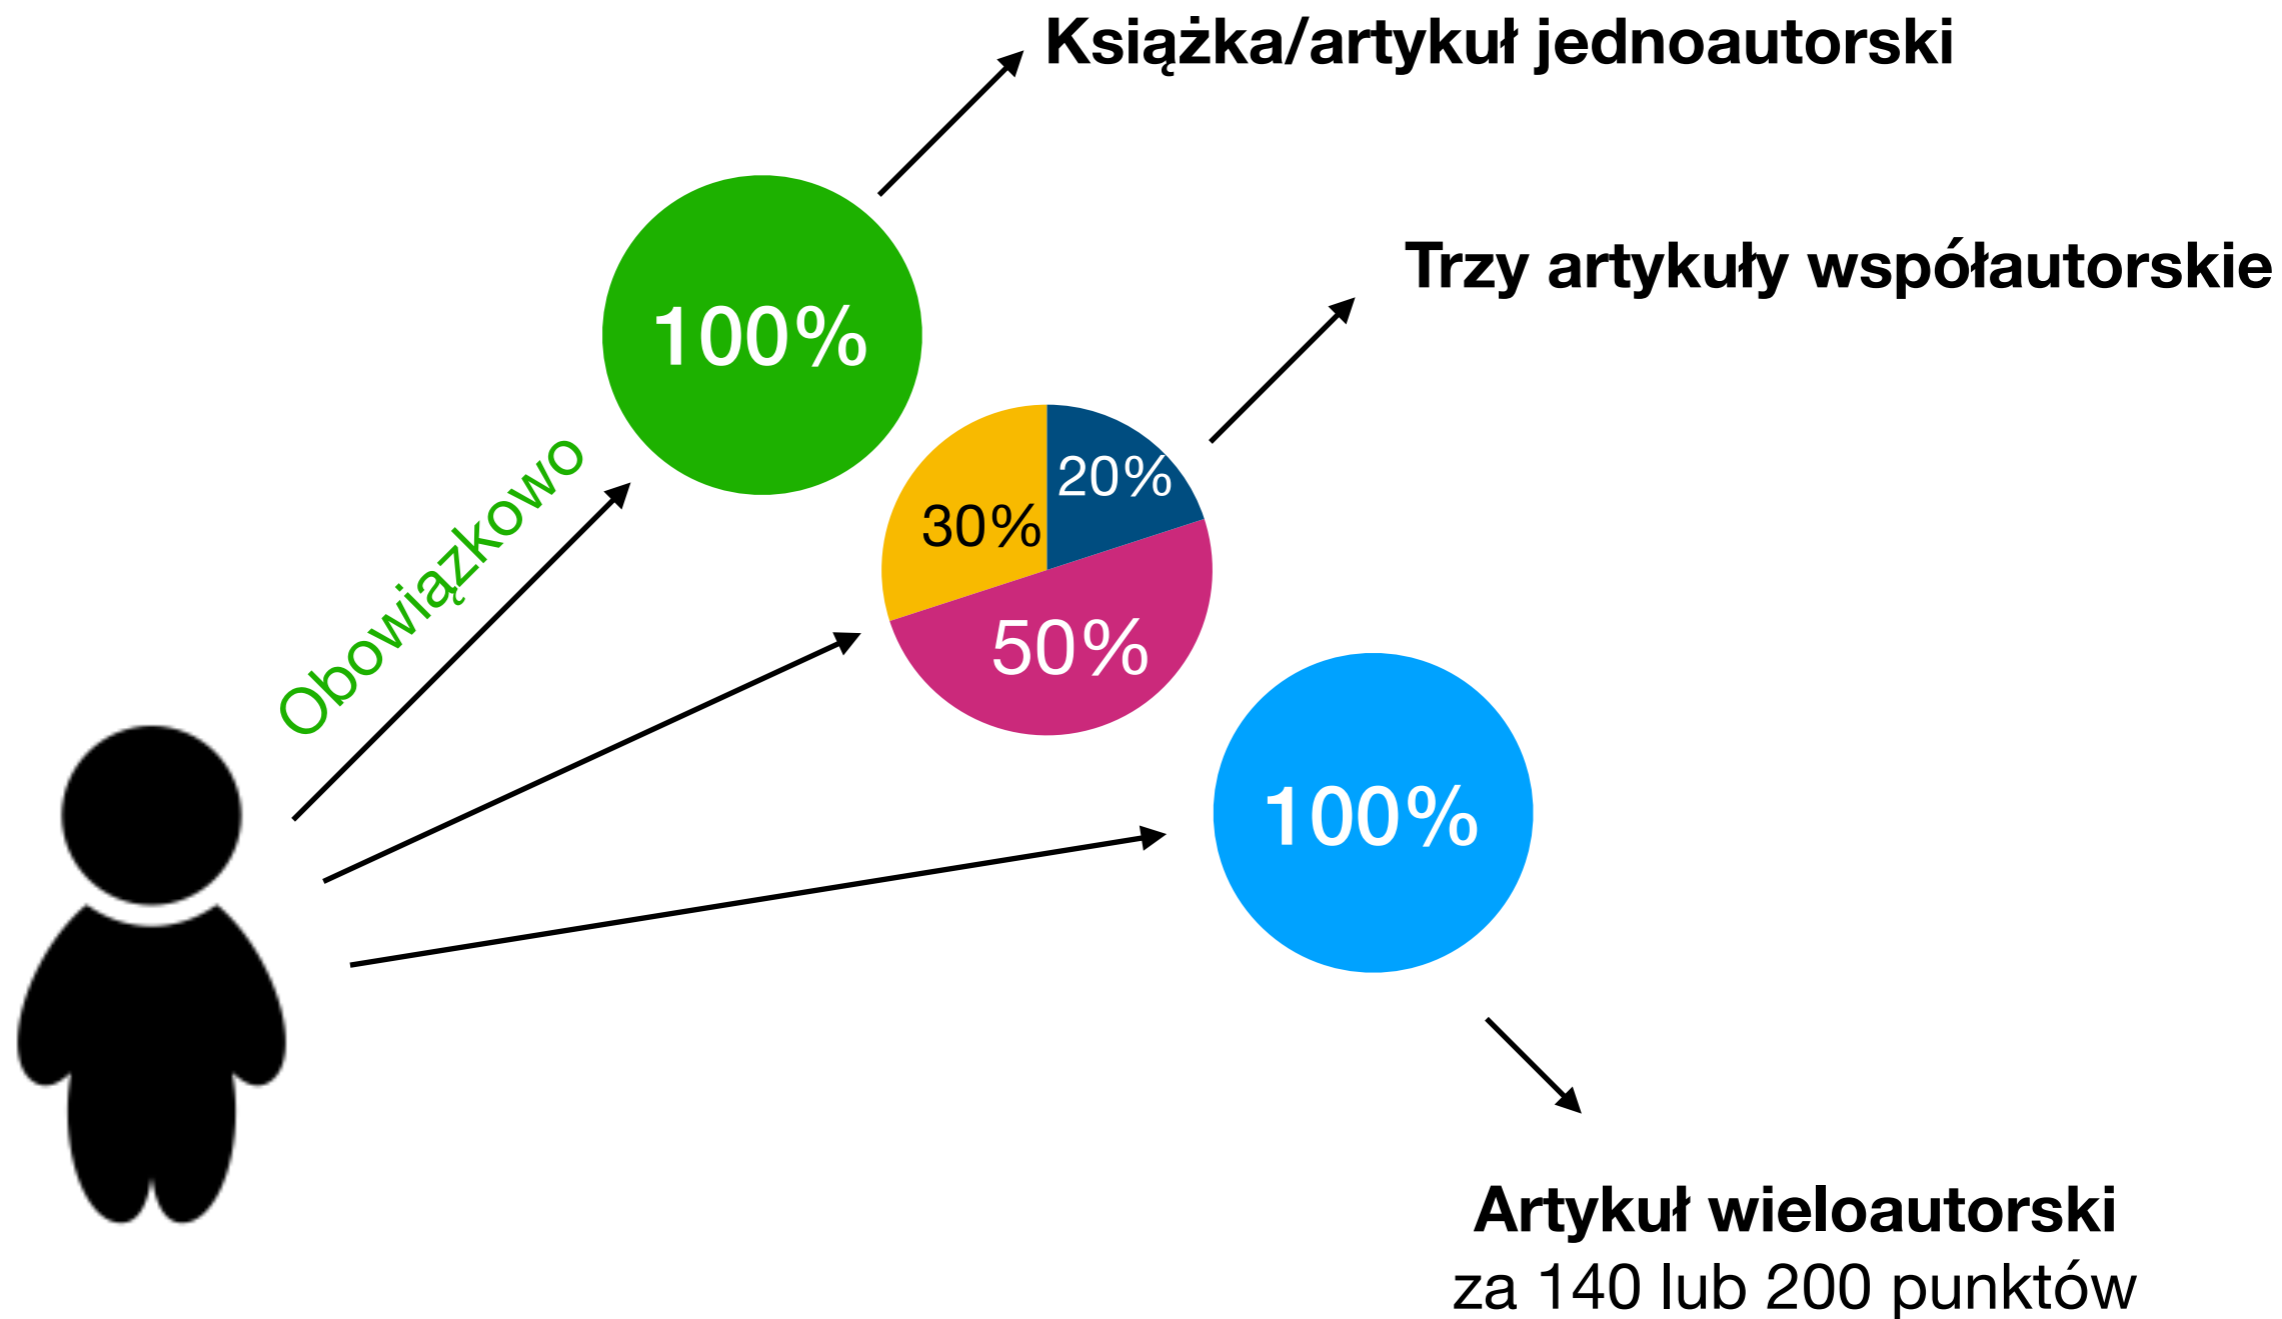 Książka/artykuł jednoautorski
Trzy artykuły współautorskie
100%
Obowiązkowo
20%
30%
50%
100%
Artykuł wieloautorski
za 140 lub 200 punktów